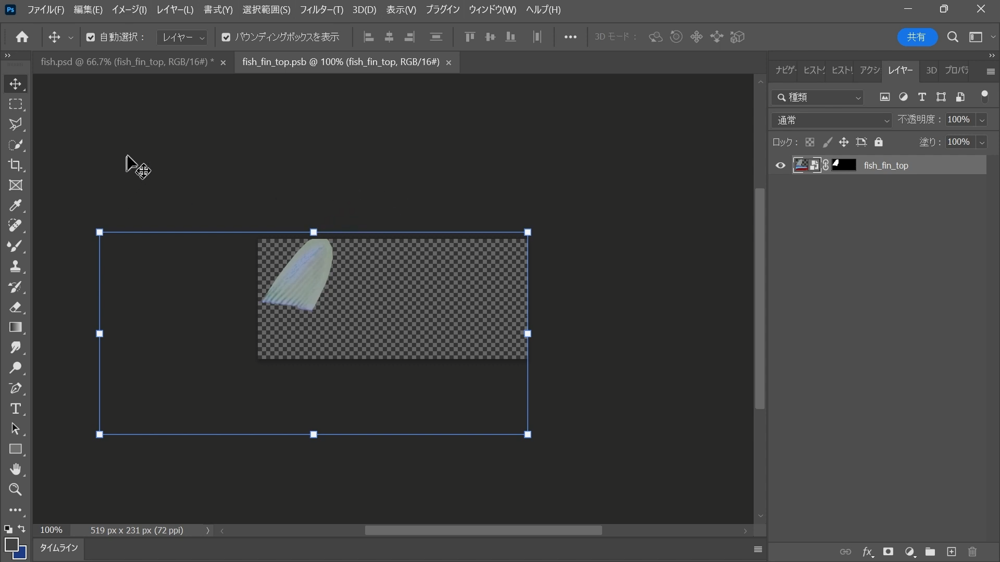 Ps ファイル(F) 編集(E) イメージ(I) レイヤー(L) 書式(Y) 選択範囲(S) フィルター(T) 3D(D) 表示(V) プラグイン ウィンドウ(W) ヘルプ(H)
自動選択： レイヤー バウンディングボックスを表示 3D モード： 共有
fish.psd @ 66.7% (fish_fin_top, RGB/16#) * × fish_fin_top.psb @ 100% (fish_fin_top, RGB/16#) ×
ナビゲ ヒスト ヒスト アクシ レイヤー 3D プロパテ
種類
通常 不透明度： 100%
ロック： 塗り： 100%
fish_fin_top
100% 519 px x 231 px (72 ppi)
タイムライン